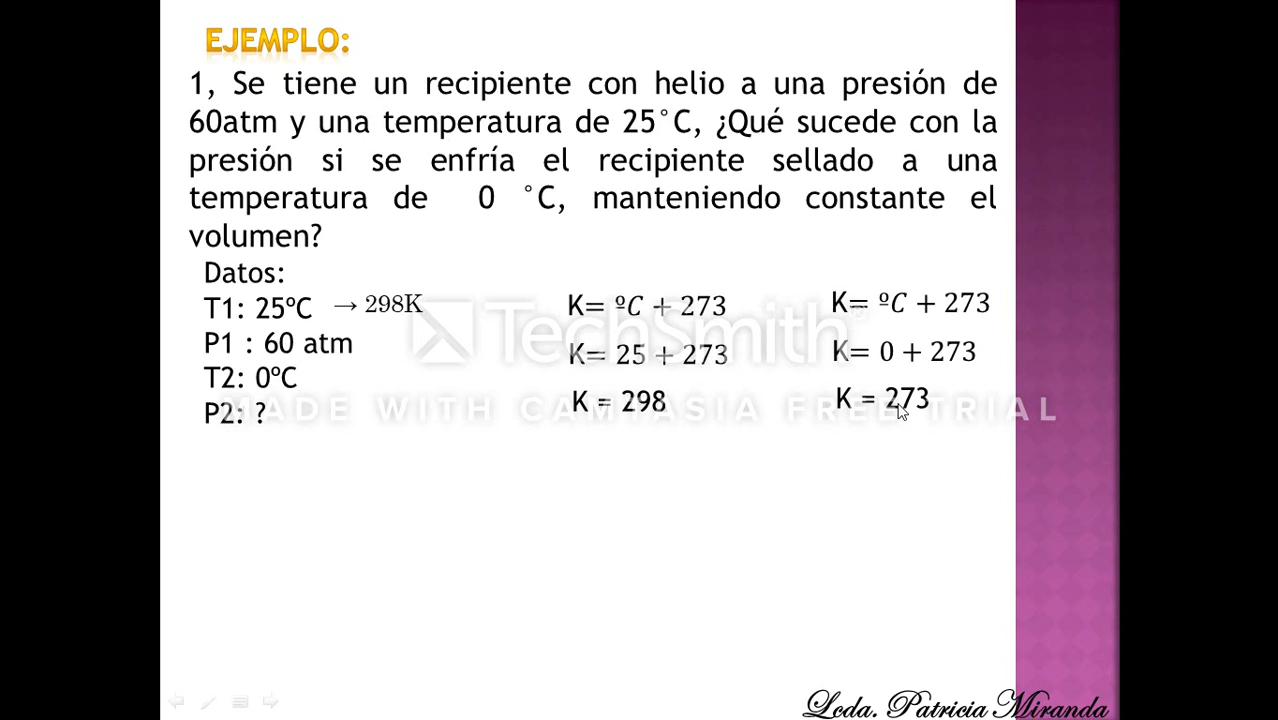 EJEMPLO:
1, Se tiene un recipiente con helio a una presión de
60atm y una temperatura de 25°C, ¿Qué sucede con la
presión si se enfría el recipiente sellado a una
temperatura de 0 °C, manteniendo constante el
volumen?
Datos:
T1: 25ºC → 298K
P1 : 60 atm
T2: 0ºC
P2: ?
K= ºC + 273
K= 25 + 273
K = 298
K= ºC + 273
K= 0 + 273
K = 273
TechSmith
MADE WITH CAMTASIA FREE TRIAL
Lcda. Patricia Miranda